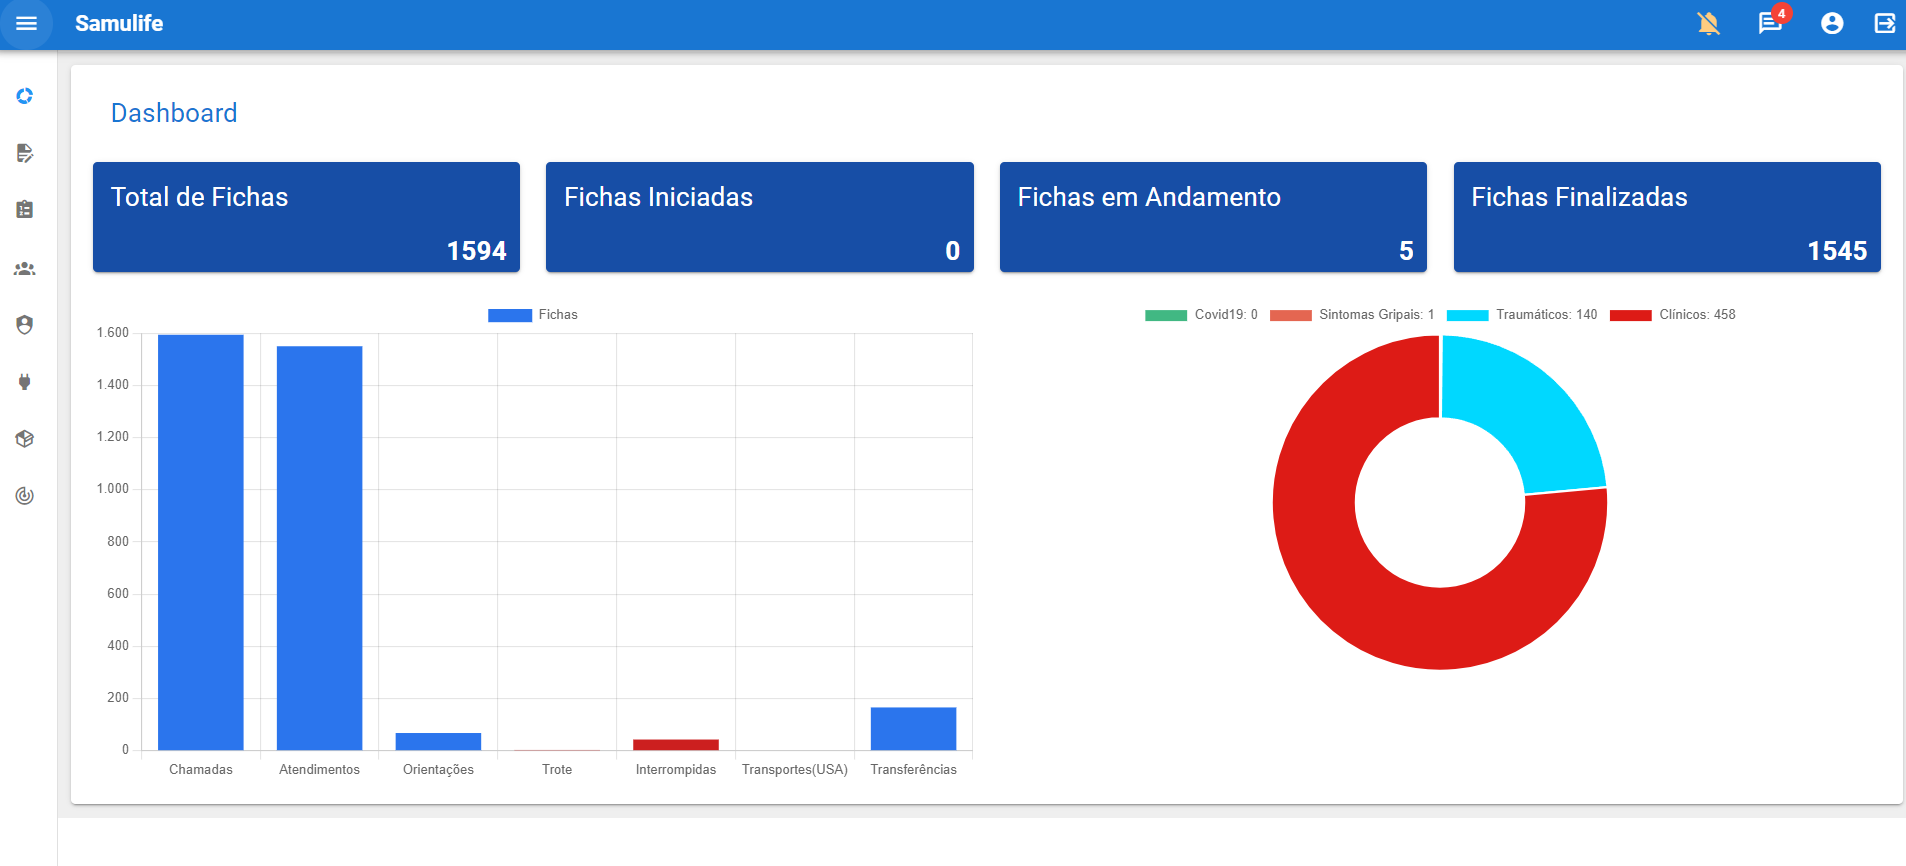 Samulife
4
Dashboard
Total de Fichas
1594
Fichas Iniciadas
0
Fichas em Andamento
5
Fichas Finalizadas
1545
Fichas
1.600
1.400
1.200
1.000
800
600
400
200
0
Chamadas
Atendimentos
Orientações
Trote
Interrompidas
Transportes(USA)
Transferências
Covid19: 0
Sintomas Gripais: 1
Traumáticos: 140
Clínicos: 458